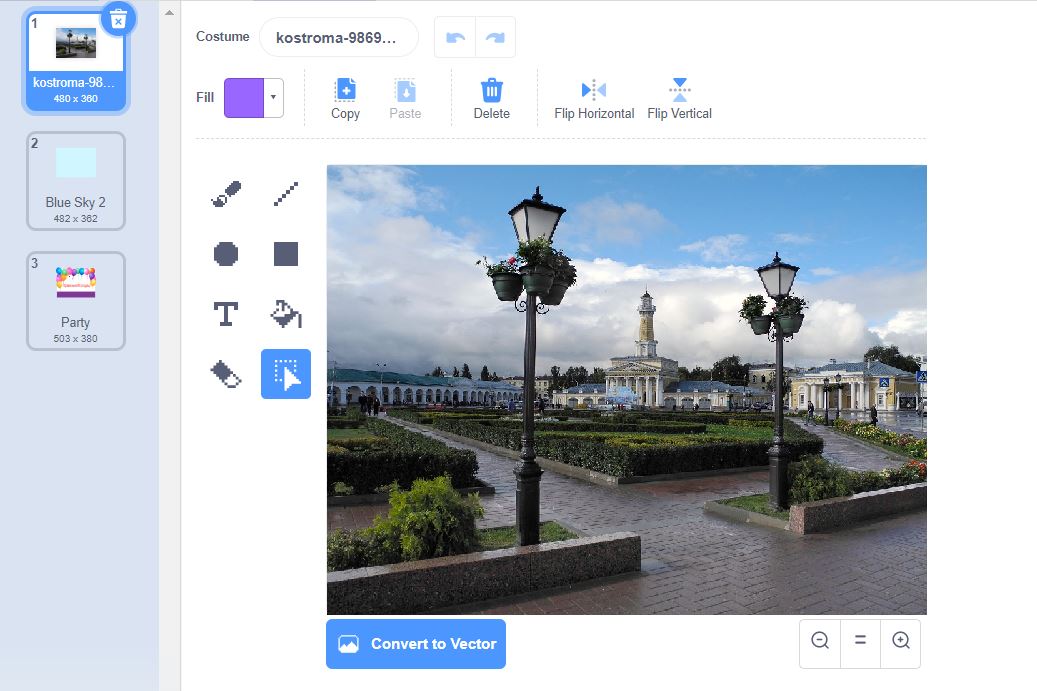 1
kostroma-98...
480 x 360
2
Blue Sky 2
482 x 362
3
Party
503 x 380
Costume
kostroma-9869...
Fill
Copy
Paste
Delete
Flip Horizontal
Flip Vertical
T
Convert to Vector